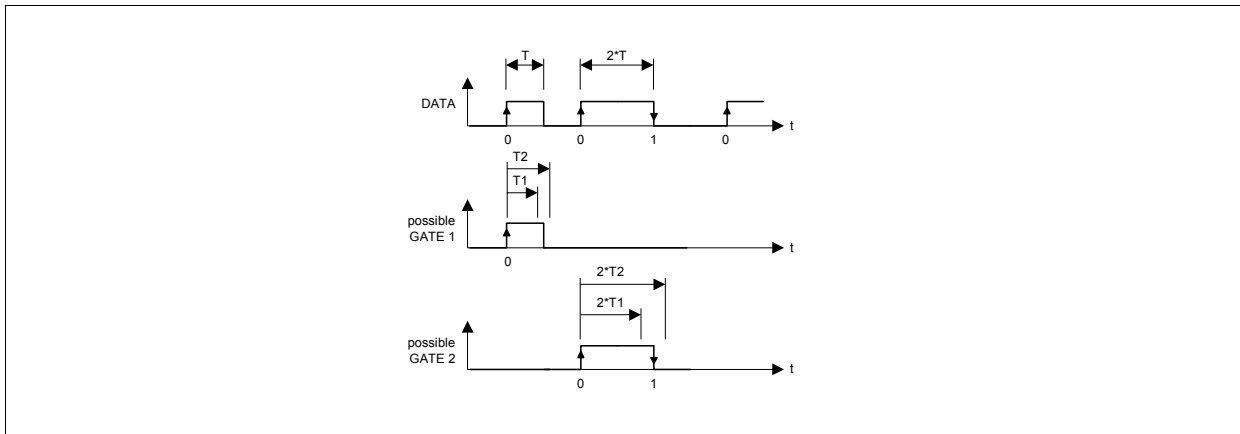 T 2*T
DATA
t
0 0 1 0
T2
T1
possible
GATE 1
t
0
2*T2
2*T1
possible
GATE 2
t
0 1